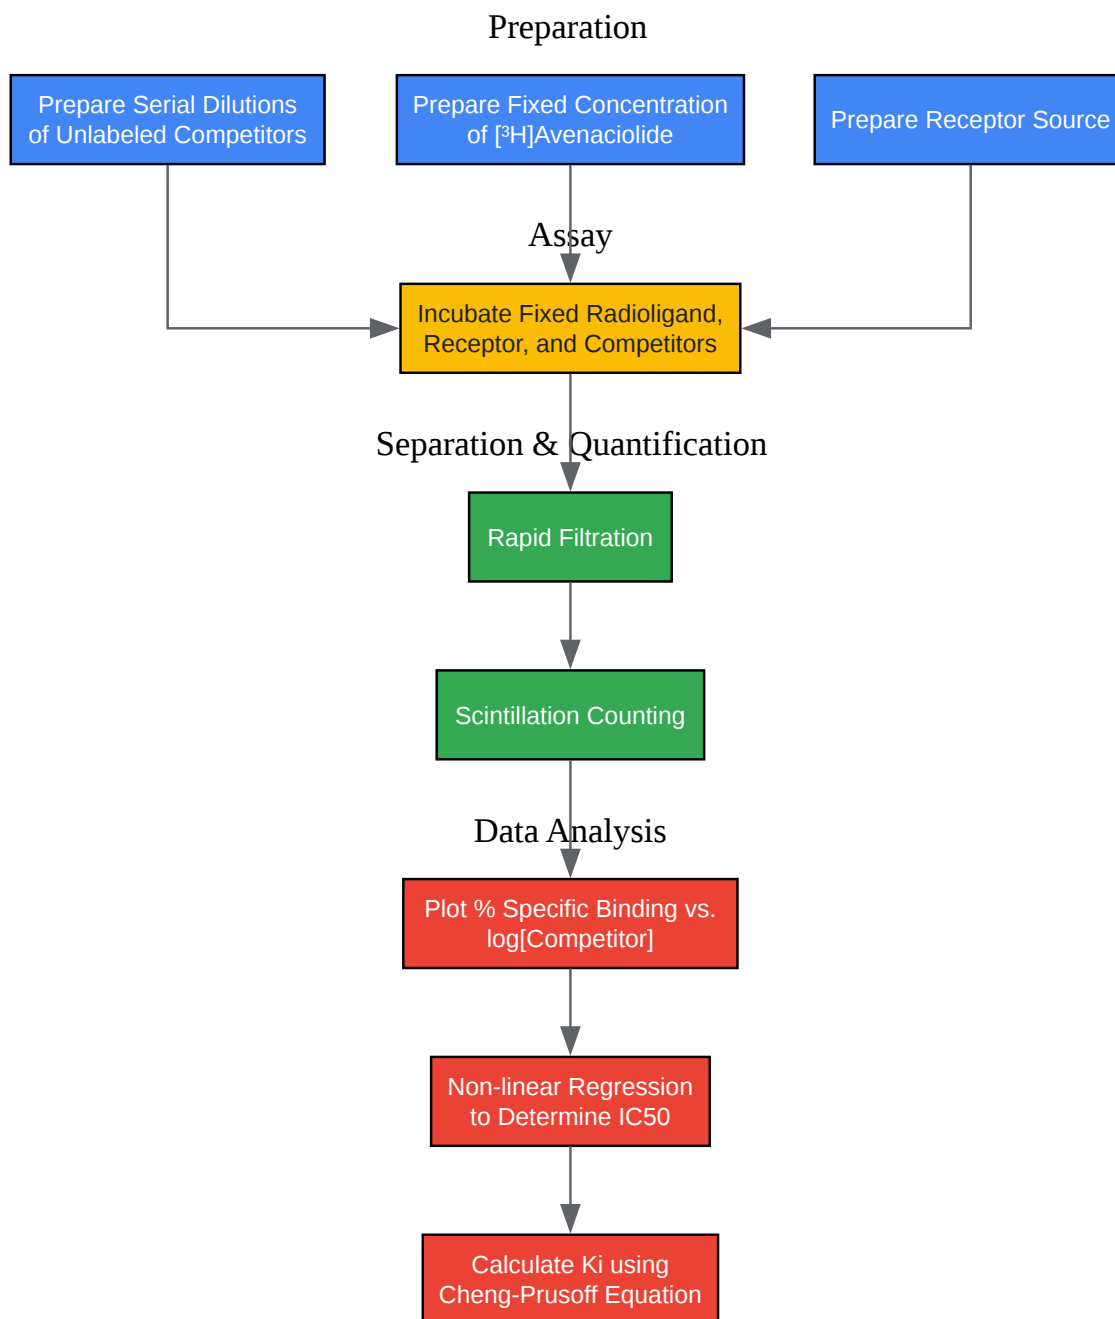 Preparation
Prepare Serial Dilutions
of Unlabeled Competitors
Prepare Fixed Concentration
of [³H]Avenaciolide
Prepare Receptor Source
Assay
Incubate Fixed Radioligand,
Receptor, and Competitors
Separation & Quantification
Rapid Filtration
Scintillation Counting
Data Analysis
Plot % Specific Binding vs.
log[Competitor]
Non-linear Regression
to Determine IC50
Calculate Ki using
Cheng-Prusoff Equation